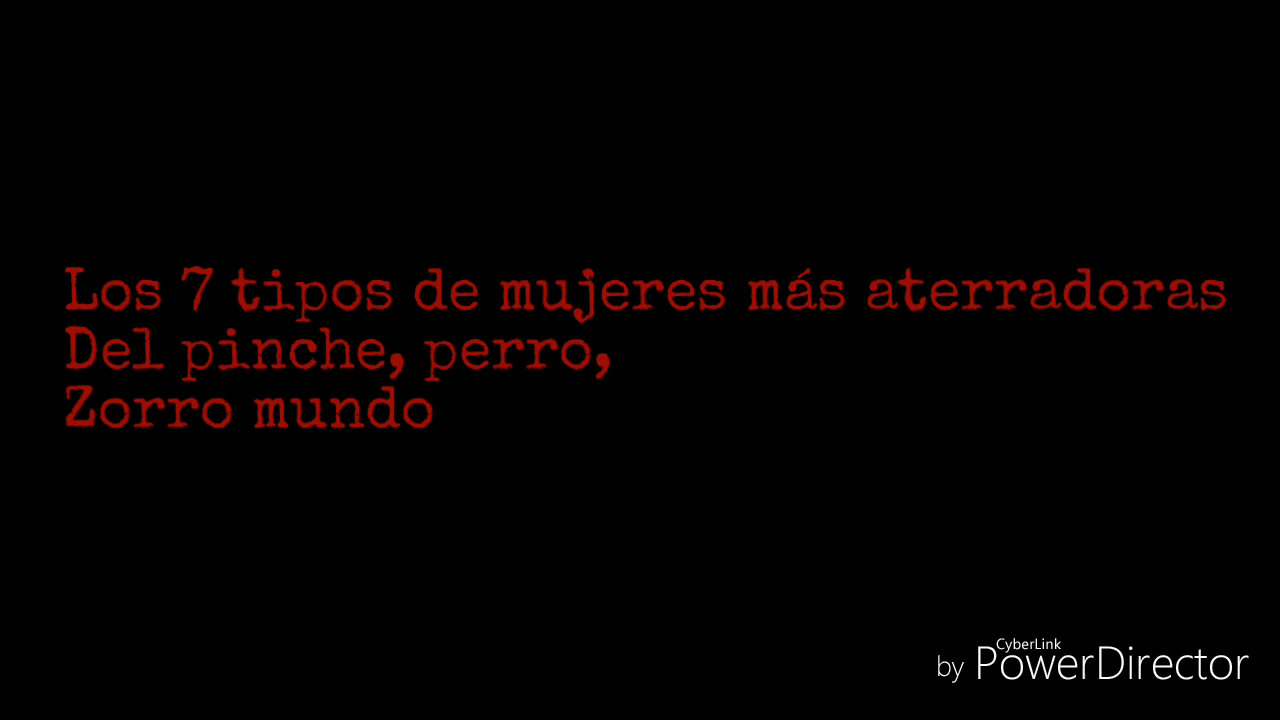 Los 7 tipos de mujeres más aterradoras
Del pinche, perro,
Zorro mundo
by CyberLink PowerDirector